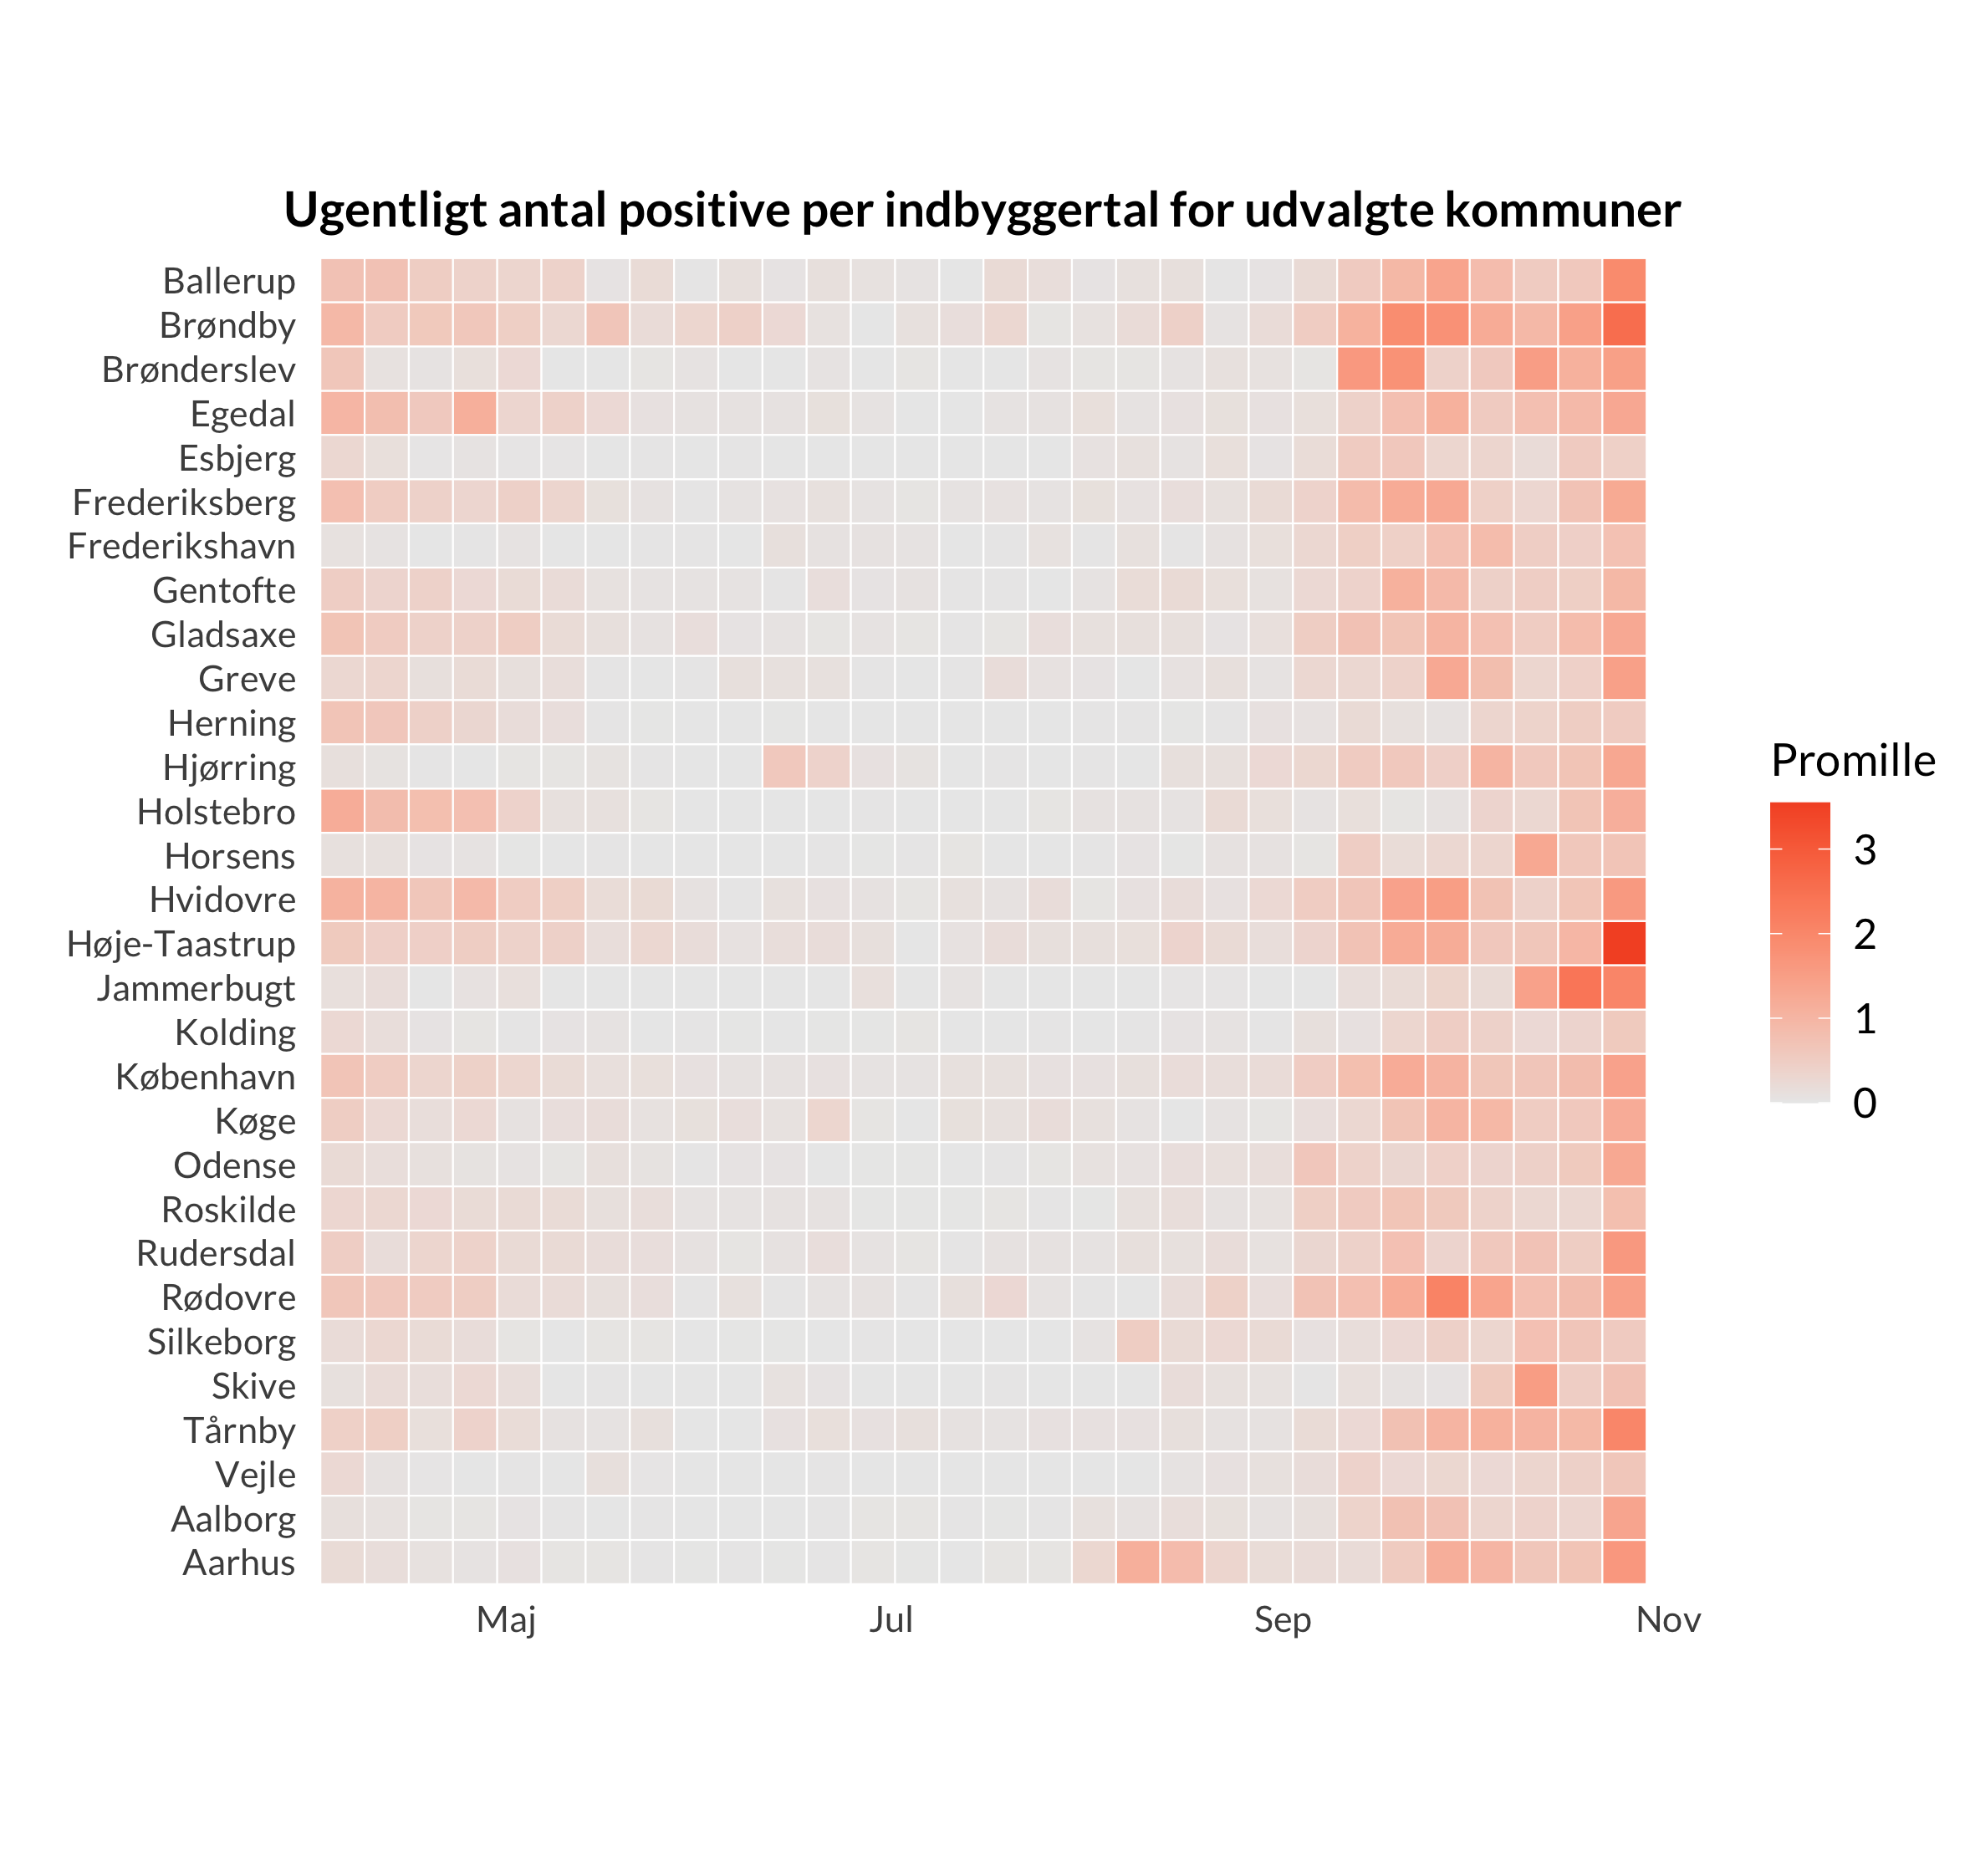 Ugentligt antal positive per indbyggertal for udvalgte kommuner
Ballerup
Brøndby
Brønderslev
Egedal
Esbjerg
Frederiksberg
Frederikshavn
Gentofte
Gladsaxe
Greve
Herning
Hjørring
Holstebro
Horsens
Hvidovre
Høje-Taastrup
Jammerbugt
Kolding
København
Køge
Odense
Roskilde
Rudersdal
Rødovre
Silkeborg
Skive
Tårnby
Vejle
Aalborg
Aarhus
Maj Jul Sep Nov
Promille
3
2
1
0